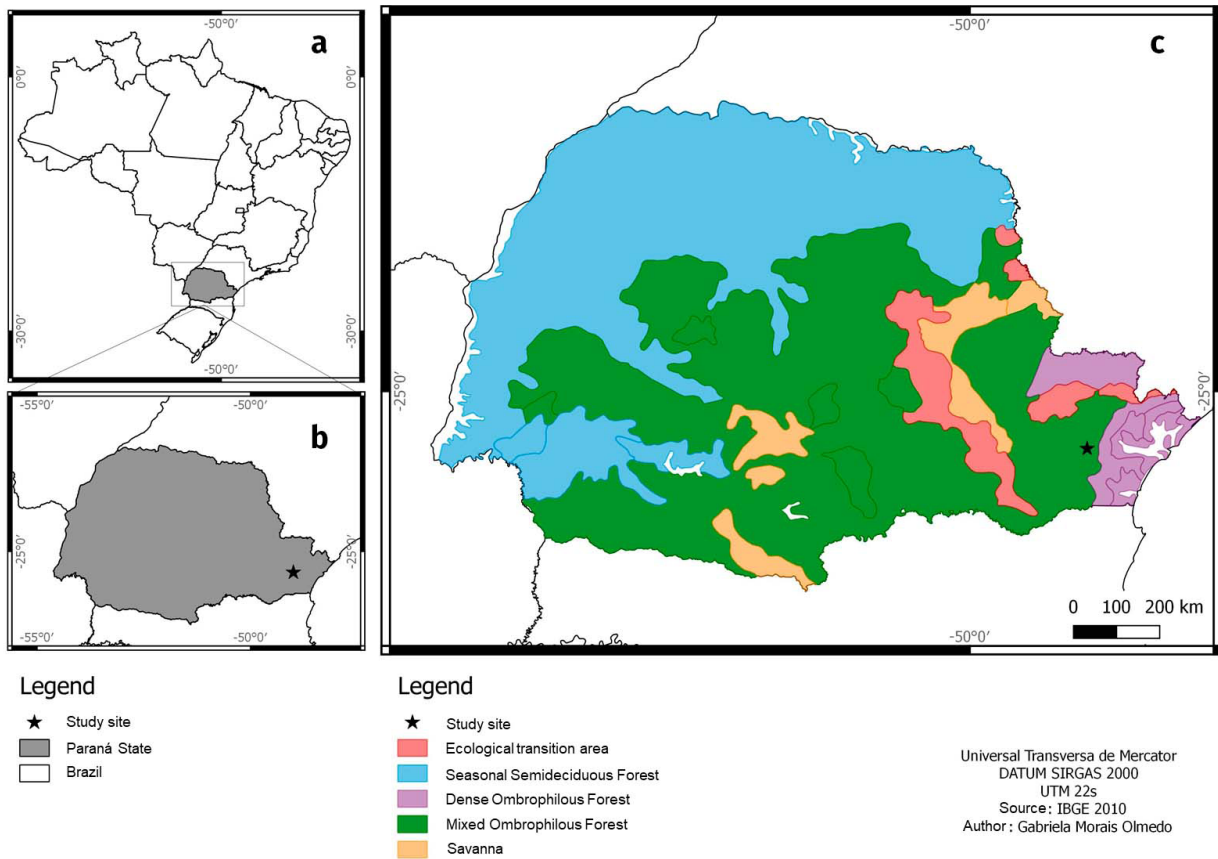 -50°0′
a
0°0′
0°0′
-30°0′
-30°0′
-50°0′
-55°0′
-50°0′
b
-25°0′
-25°0′
-55°0′
-50°0′
-50°0′
c
-25°0′
-25°0′
0 100 200 km
-50°0′
Legend
Study site
Paraná State
Brazil
Legend
Study site
Ecological transition area
Seasonal Semideciduous Forest
Dense Ombrophilous Forest
Mixed Ombrophilous Forest
Savanna
Universal Transversa de Mercator
DATUM SIRGAS 2000
UTM 22s
Source: IBGE 2010
Author: Gabriela Morais Olmedo